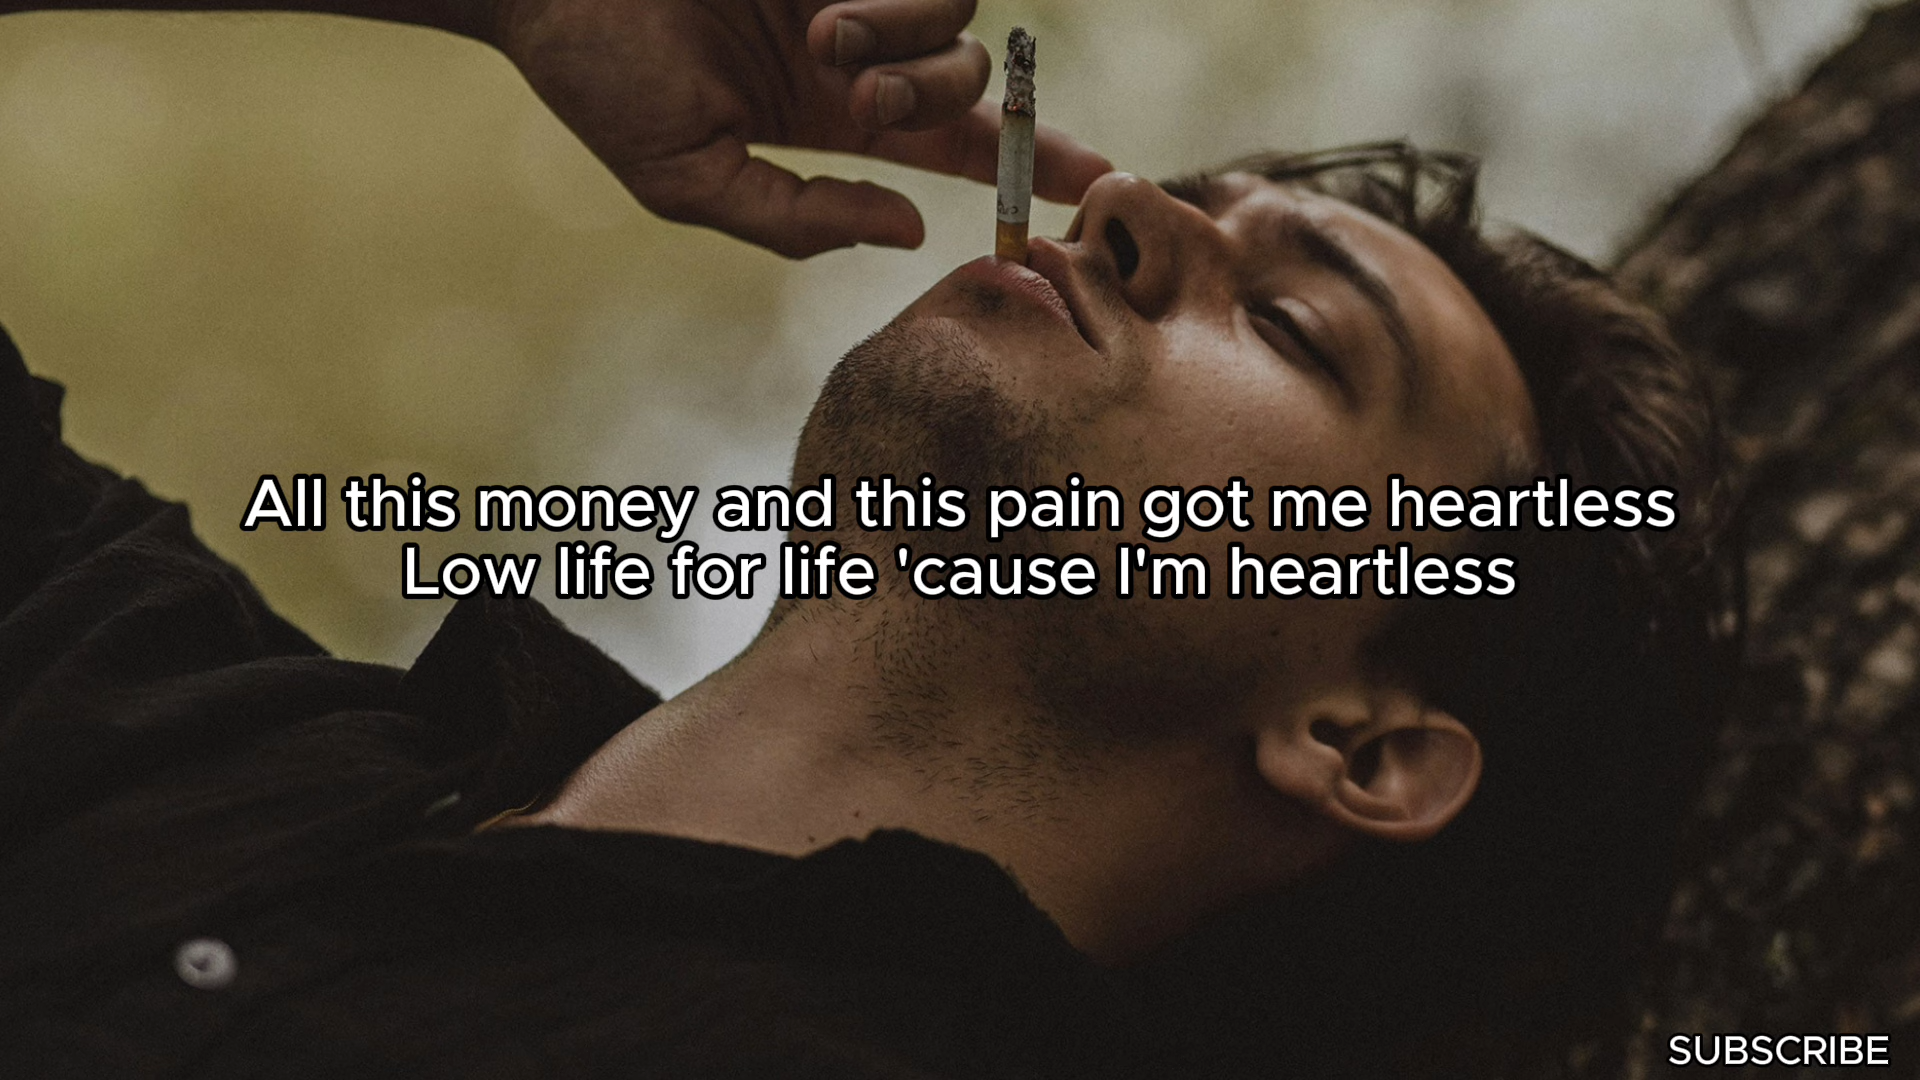 All this money and this pain got me heartless
Low life for life 'cause I'm heartless
SUBSCRIBE